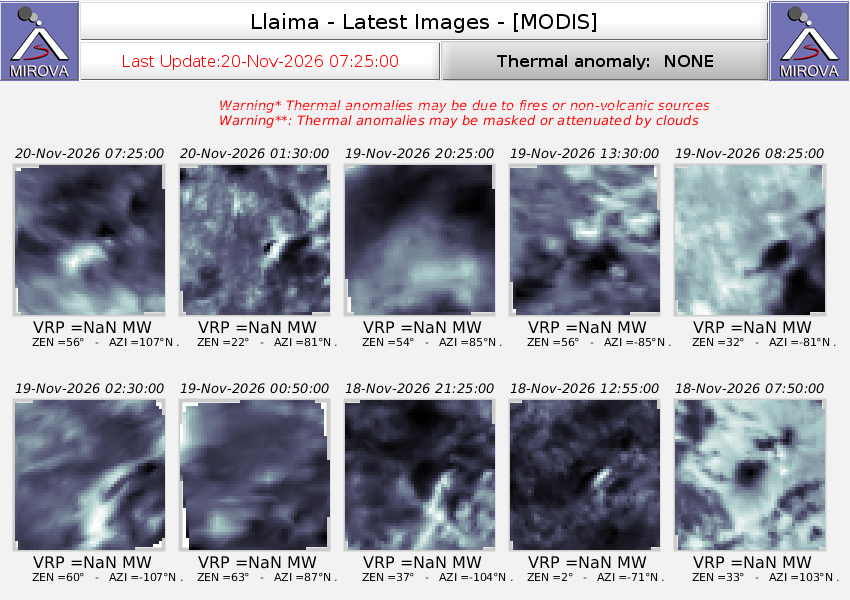 Llaima - Latest Images - [MODIS]
MIROVA
Last Update:20-Nov-2026 07:25:00
Thermal anomaly: NONE
MIROVA
Warning* Thermal anomalies may be due to fires or non-volcanic sources
Warning**: Thermal anomalies may be masked or attenuated by clouds
20-Nov-2026 07:25:00 20-Nov-2026 01:30:00 19-Nov-2026 20:25:00 19-Nov-2026 13:30:00 19-Nov-2026 08:25:00
VRP =NaN MW VRP =NaN MW VRP =NaN MW VRP =NaN MW VRP =NaN MW
ZEN =56° - AZI =107°N . ZEN =22° - AZI =81°N . ZEN =54° - AZI =85°N . ZEN =56° - AZI =-85°N . ZEN =32° - AZI =-81°N .
19-Nov-2026 02:30:00 19-Nov-2026 00:50:00 18-Nov-2026 21:25:00 18-Nov-2026 12:55:00 18-Nov-2026 07:50:00
VRP =NaN MW VRP =NaN MW VRP =NaN MW VRP =NaN MW VRP =NaN MW
ZEN =60° - AZI =-107°N . ZEN =63° - AZI =87°N . ZEN =37° - AZI =-104°N . ZEN =2° - AZI =-71°N . ZEN =33° - AZI =103°N .